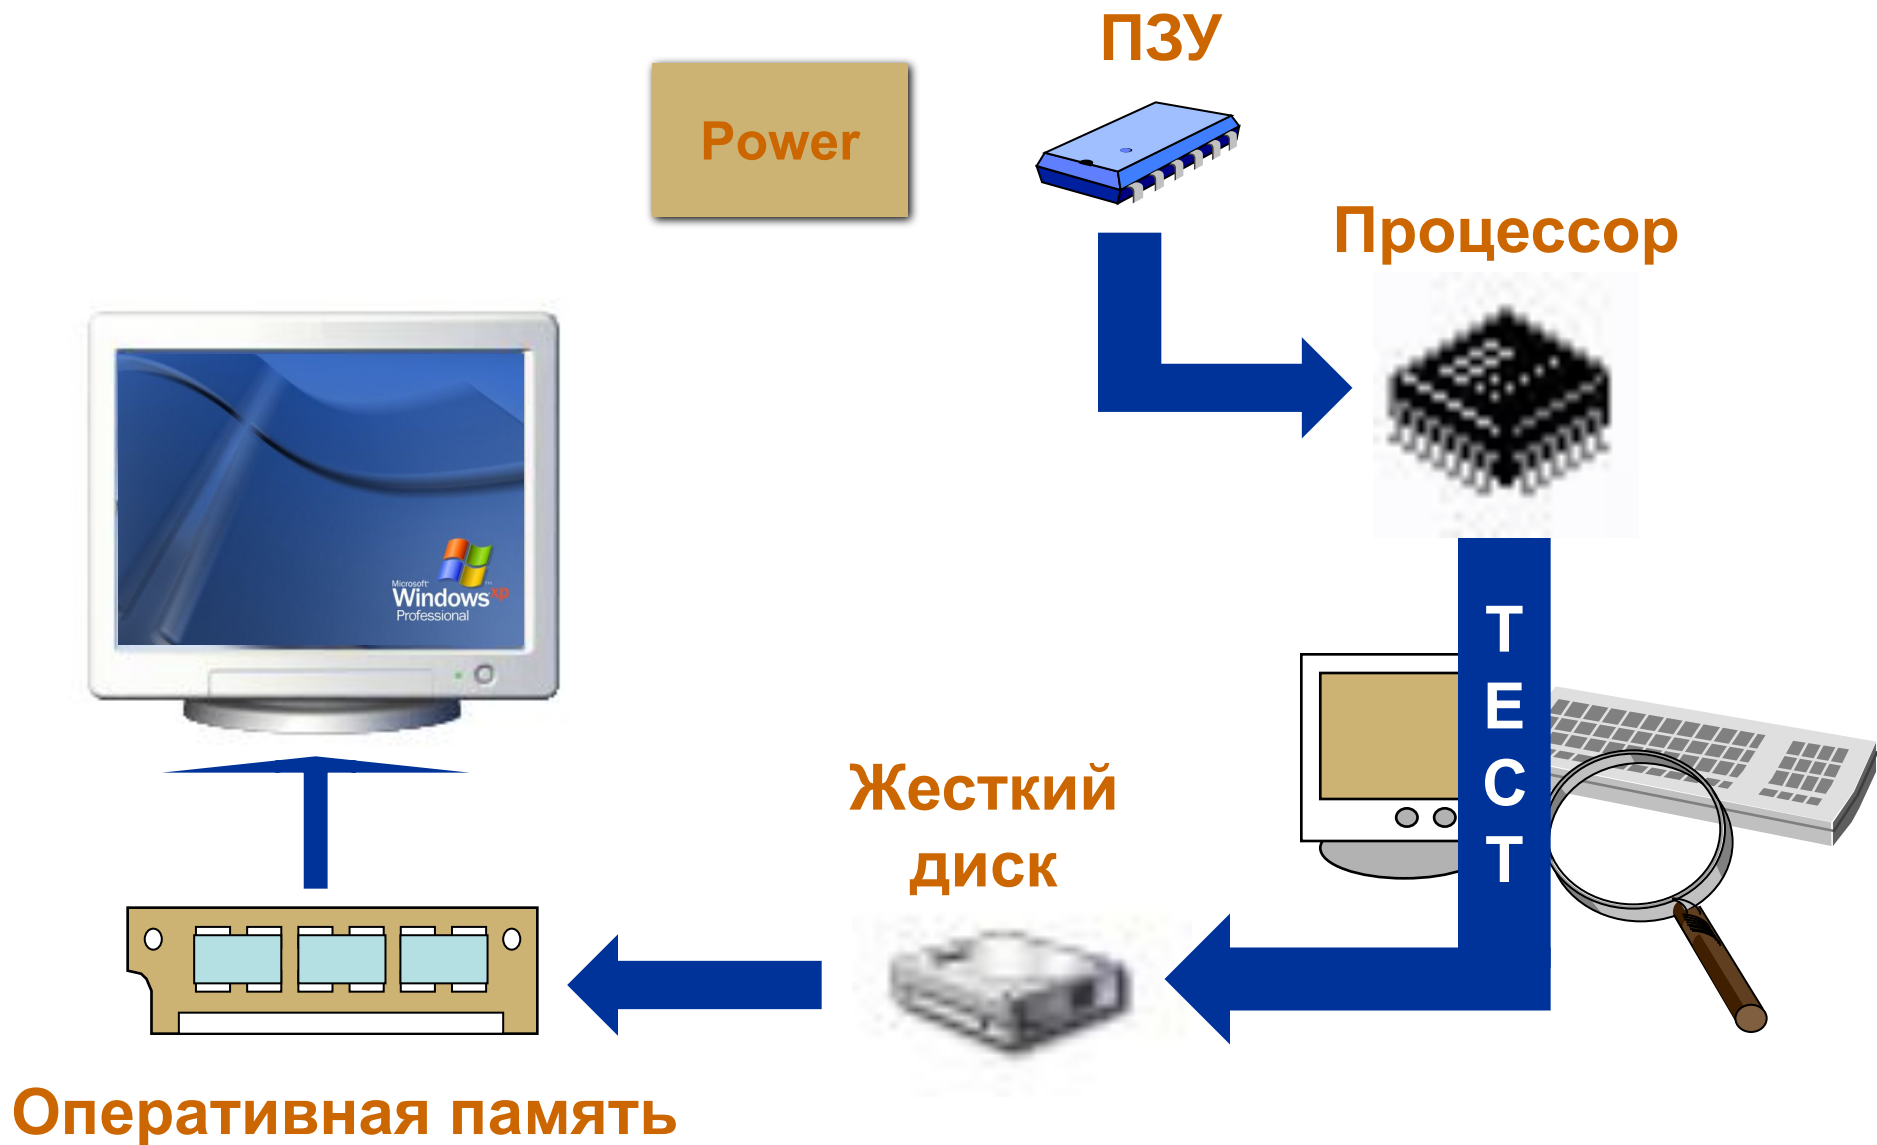 ПЗУ
Power
Процессор
Microsoft
Windows xp
Professional
Т
Е
С
Т
Жесткий
диск
Оперативная память